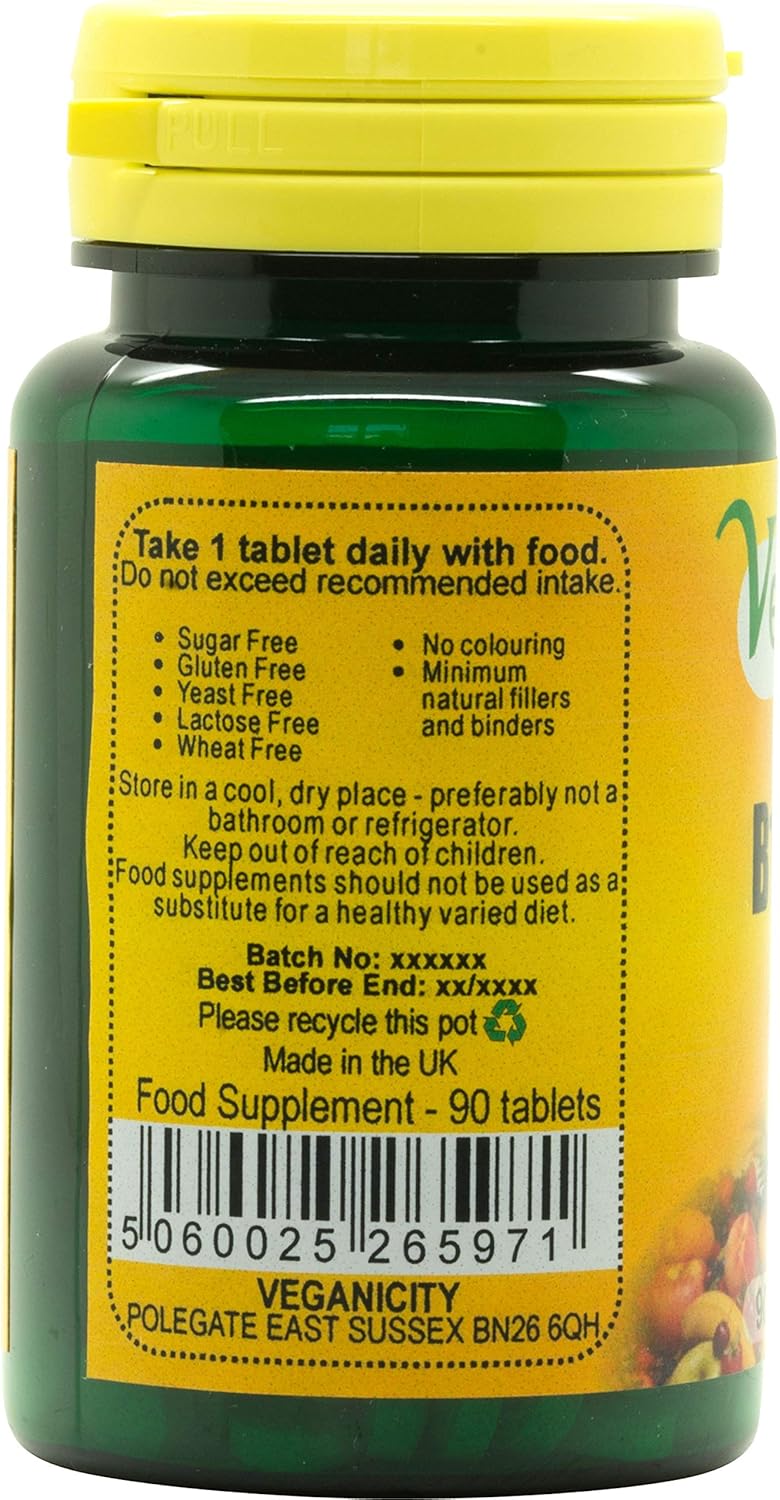 PULL
Take 1 tablet daily with food.
Do not exceed recommended intake.
• Sugar Free
• Gluten Free
• Yeast Free
• Lactose Free
• Wheat Free
• No colouring
• Minimum
natural fillers
and binders
Store in a cool, dry place - preferably not a
bathroom or refrigerator.
Keep out of reach of children.
Food supplements should not be used as a
substitute for a healthy varied diet.
Batch No: xxxxxx
Best Before End: xx/xxxx
Please recycle this pot
Made in the UK
Food Supplement - 90 tablets
5 060025 265971
VEGANICITY
POLEGATE EAST SUSSEX BN26 6QH